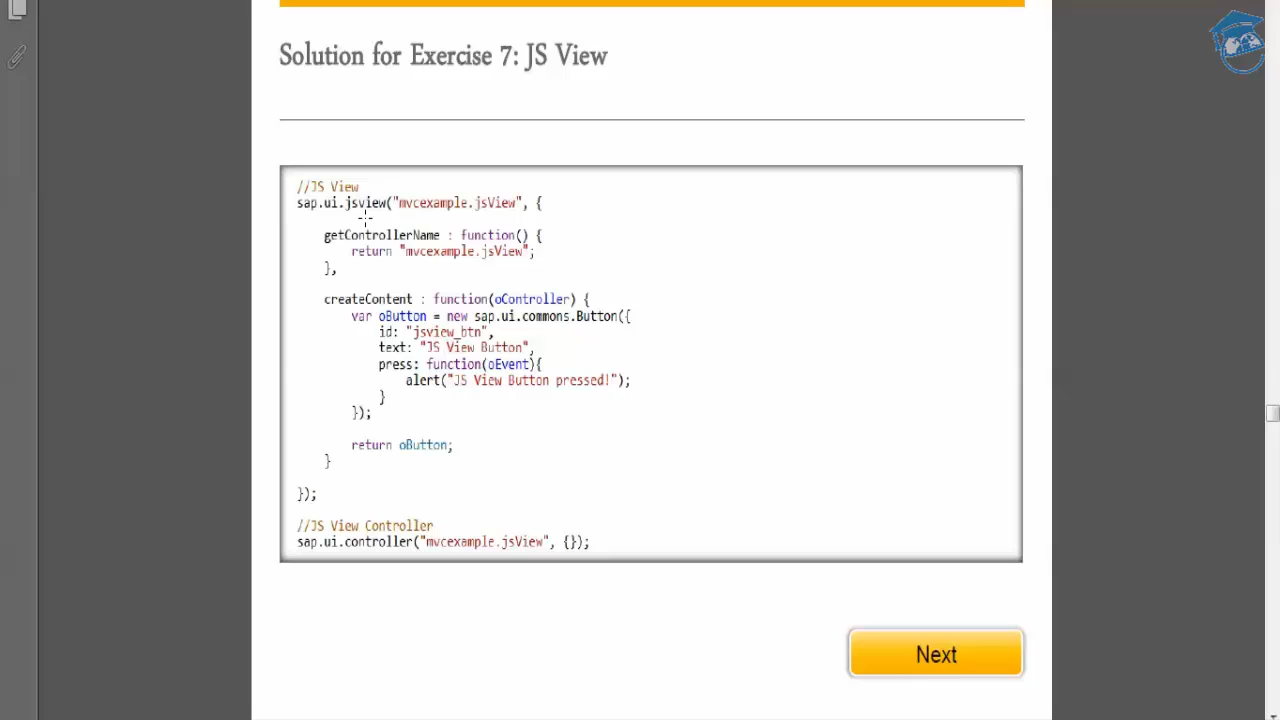 Solution for Exercise 7: JS View
//JS View
sap.ui.jsview("mvcexample.jsView", {
getControllerName : function() {
return "mvcexample.jsView";
},
createContent : function(oController) {
var oButton = new sap.ui.commons.Button({
id: "jsview_btn",
text: "JS View Button",
press: function(oEvent){
alert("JS View Button pressed!");
}
});
return oButton;
}
});
//JS View Controller
sap.ui.controller("mvcexample.jsView", {});
Next